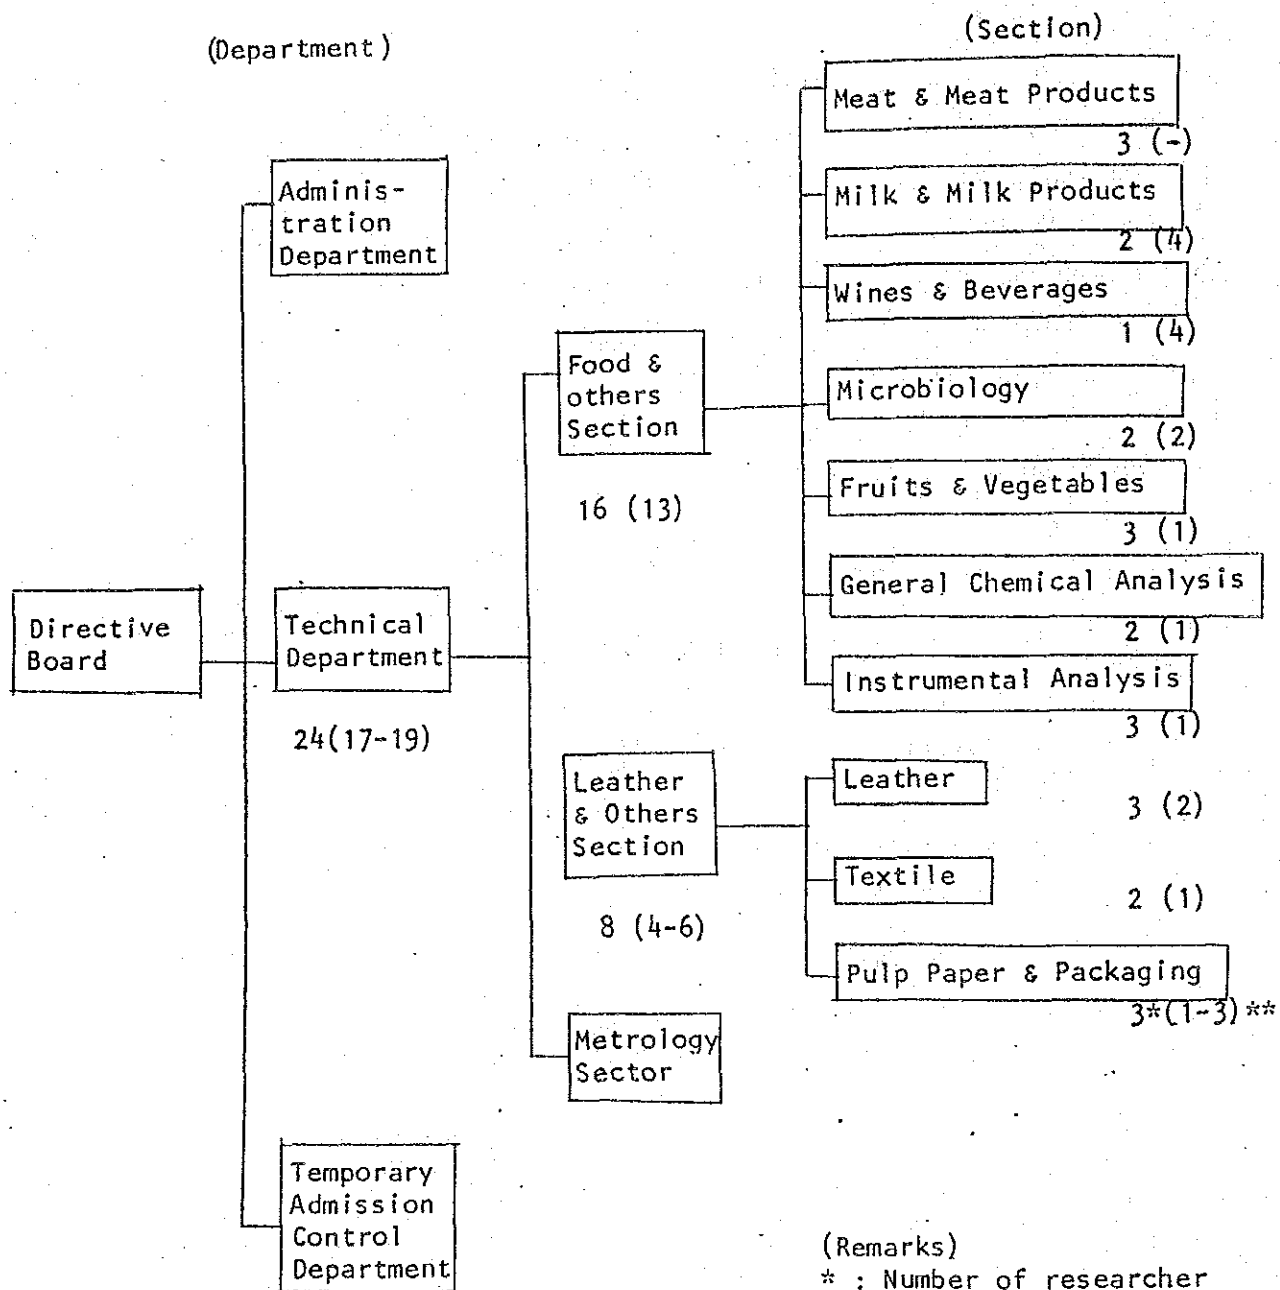 (Department)
(Section)
Meat & Meat Products
3 (-)
Milk & Milk Products
2 (4)
Wines & Beverages
1 (4)
Microbiology
2 (2)
Fruits & Vegetables
3 (1)
General Chemical Analysis
2 (1)
Instrumental Analysis
3 (1)
Leather
3 (2)
Textile
2 (1)
Pulp Paper & Packaging
3*(1-3)**
Food &
others
Section
16 (13)
Leather
& Others
Section
8 (4-6)
Metrology
Sector
Adminis-
tration
Department
Technical
Department
24(17-19)
Temporary
Admission
Control
Department
Directive
Board
(Remarks)
* : Number of researcher